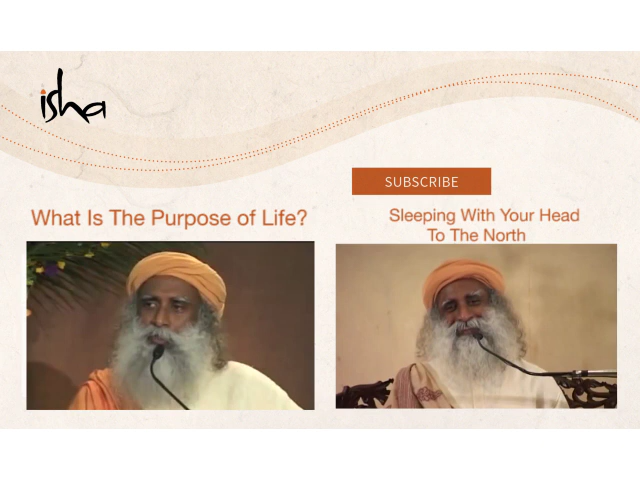 isha
SUBSCRIBE
What Is The Purpose of Life?
Sleeping With Your Head
To The North